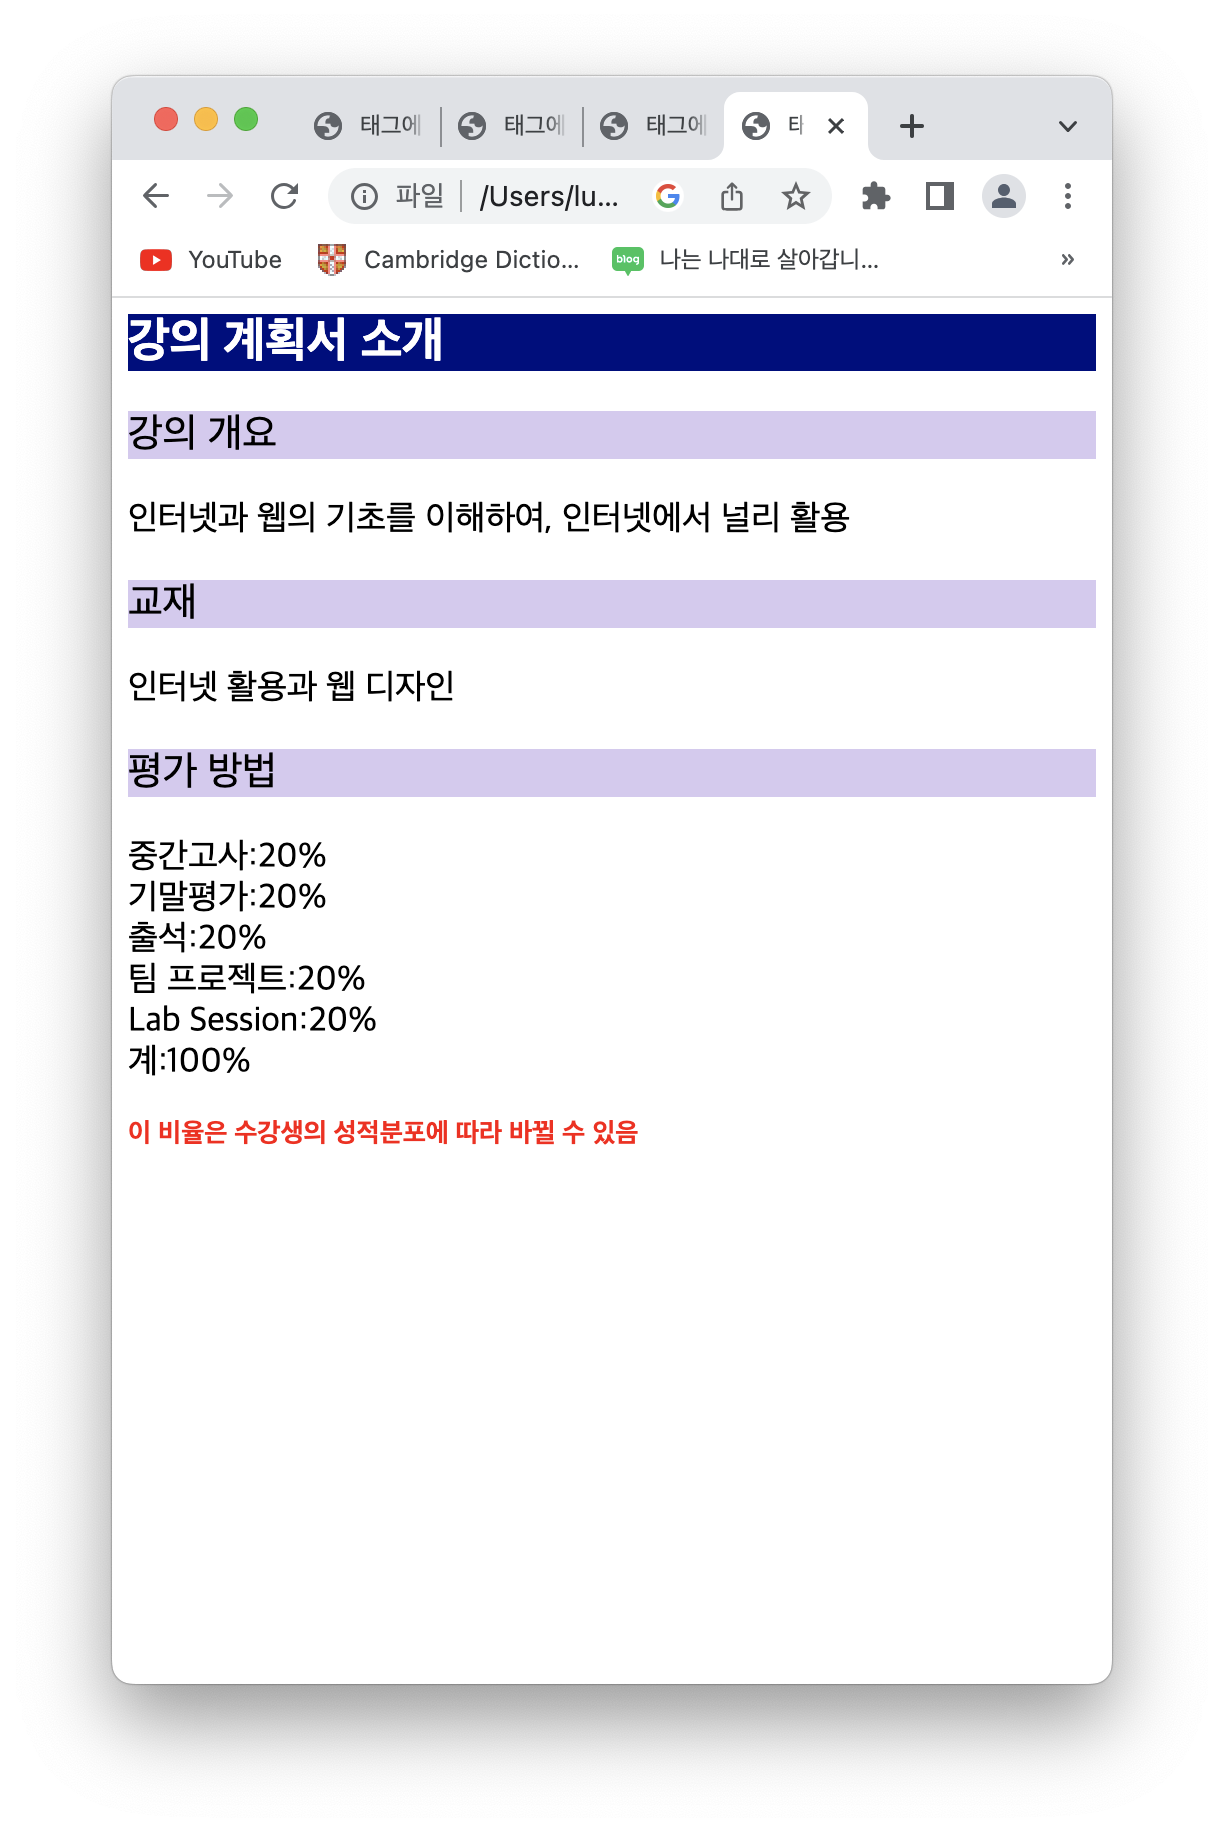 태그에
태그에
태그에
타
파일
/Users/lu...
YouTube
Cambridge Dictio...
blog
나는 나대로 살아갑니...
강의 계획서 소개
강의 개요
인터넷과 웹의 기초를 이해하여, 인터넷에서 널리 활용
교재
인터넷 활용과 웹 디자인
평가 방법
중간고사:20%
기말평가:20%
출석:20%
팀 프로젝트:20%
Lab Session:20%
계:100%
이 비율은 수강생의 성적분포에 따라 바뀔 수 있음